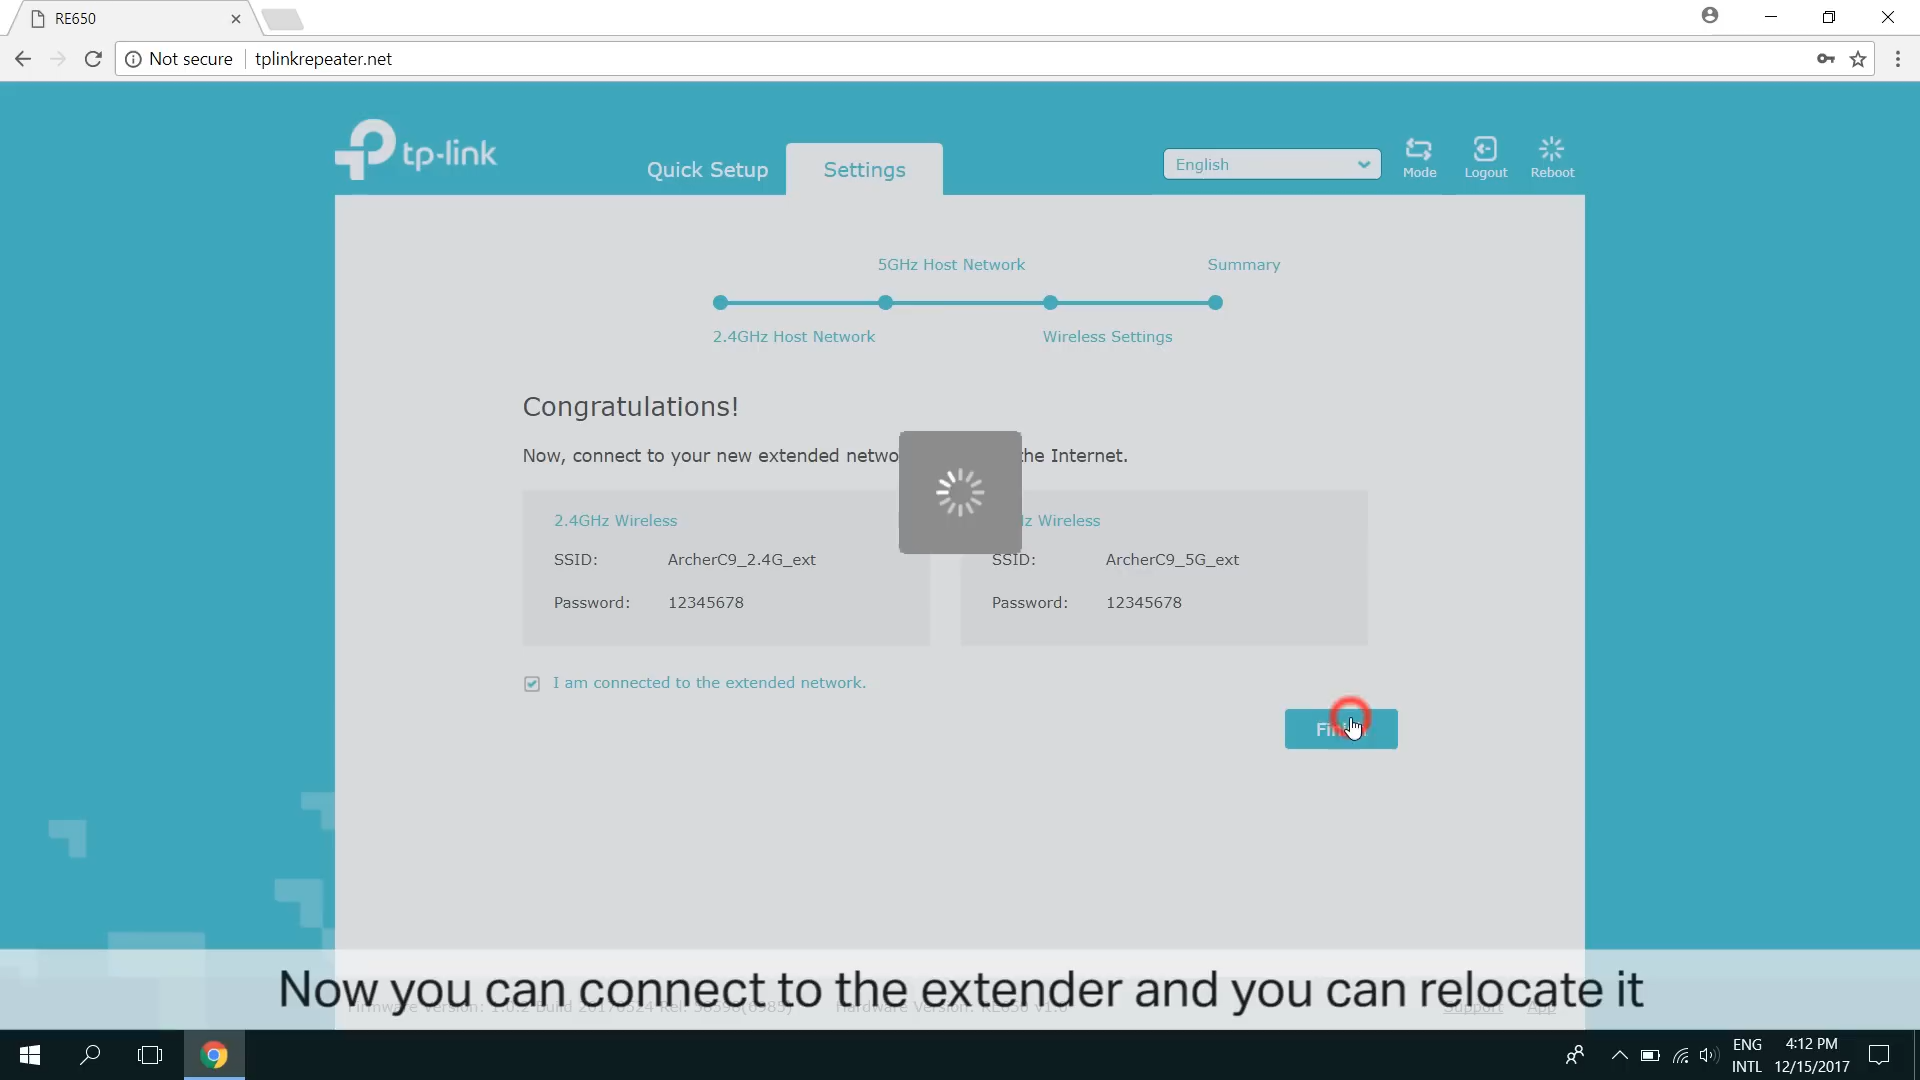 RE650
Not secure
tplinkrepeater.net
tp-link
Quick Setup
Settings
English
Mode
Logout
Reboot
5GHz Host Network
Summary
2.4GHz Host Network
Wireless Settings
Congratulations!
Now, connect to your new extended netwo the Internet.
2.4GHz Wireless
z Wireless
SSID: ArcherC9_2.4G_ext
SSID: ArcherC9_5G_ext
Password: 12345678
Password: 12345678
I am connected to the extended network.
Now you can connect to the extender and you can relocate it
Support
App
ENG
INTL
4:12 PM
12/15/2017